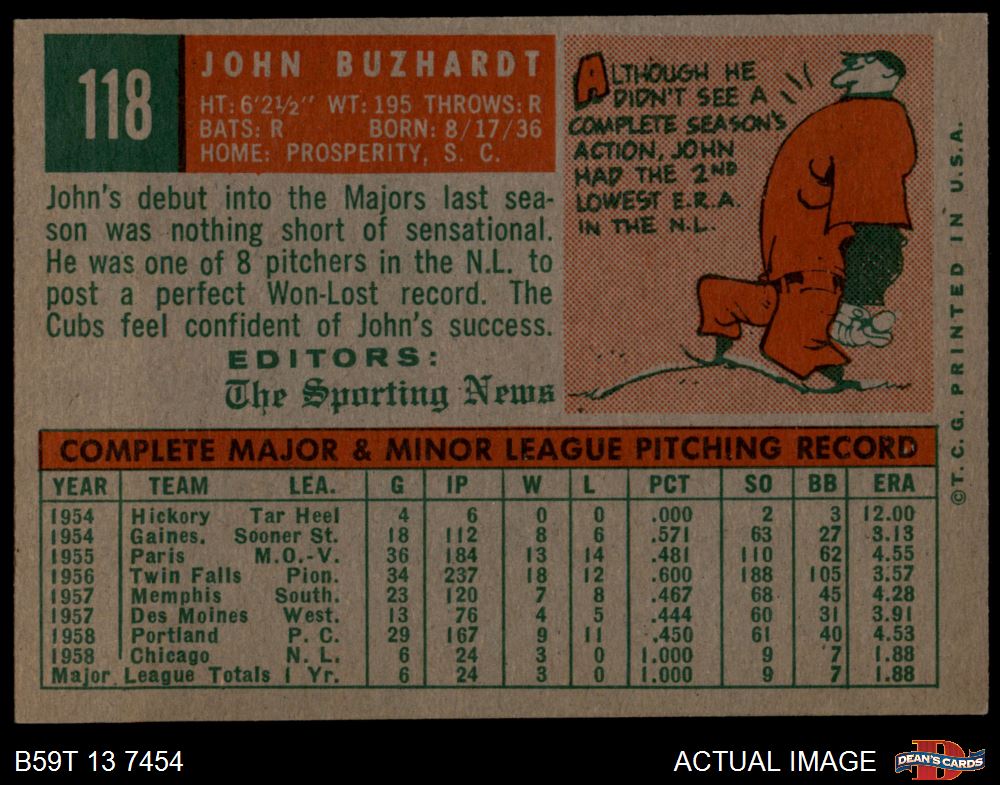 118
JOHN BUZHARDT
HT: 6'2½" WT: 195 THROWS: R
BATS: R BORN: 8/17/36
HOME: PROSPERITY, S. C.
John's debut into the Majors last sea-
son was nothing short of sensational.
He was one of 8 pitchers in the N.L. to
post a perfect Won-Lost record. The
Cubs feel confident of John's success.
EDITORS:
The Sporting News
ALTHOUGH HE
DIDN'T SEE A
COMPLETE SEASON'S
ACTION, JOHN
HAD THE 2ND
LOWEST E.R.A.
IN THE N.L.
©T. C. G. PRINTED IN U.S.A.
COMPLETE MAJOR & MINOR LEAGUE PITCHING RECORD
YEAR TEAM LEA. G IP W L PCT SO BB ERA
1954 Hickory Tar Heel 4 6 0 0 .000 2 3 12.00
1954 Gaines. Sooner St. 18 112 8 6 .571 63 27 3.13
1955 Paris M.O.-V. 36 184 13 14 .481 110 62 4.55
1956 Twin Falls Pion. 34 237 18 12 .600 188 105 3.57
1957 Memphis South. 23 120 7 8 .467 68 45 4.28
1957 Des Moines West. 13 76 4 5 .444 60 31 3.91
1958 Portland P. C. 29 167 9 11 .450 61 40 4.53
1958 Chicago N. L. 6 24 3 0 1.000 9 7 1.88
Major League Totals 1 Yr. 6 24 3 0 1.000 9 7 1.88
B59T 13 7454
ACTUAL IMAGE
DEAN'S CARDS